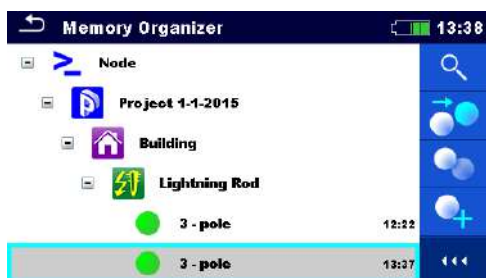 Memory Organizer 13:38
Node
Project 1-1-2015
Building
Lightning Rod
3 - pole 12:22
3 - pole 13:37